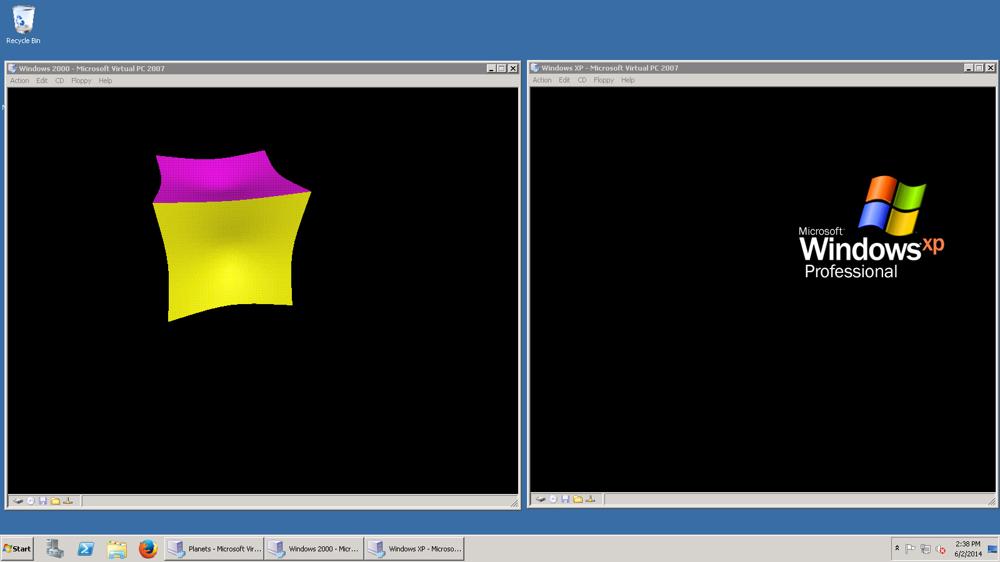 Recycle Bin
Windows 2000 - Microsoft Virtual PC 2007
Action Edit CD Floppy Help
Windows XP - Microsoft Virtual PC 2007
Action Edit CD Floppy Help
Microsoft
Windows xp
Professional
Start
Planets - Microsoft Vir...
Windows 2000 - Micr...
Windows XP - Microso...
2:38 PM
6/2/2014